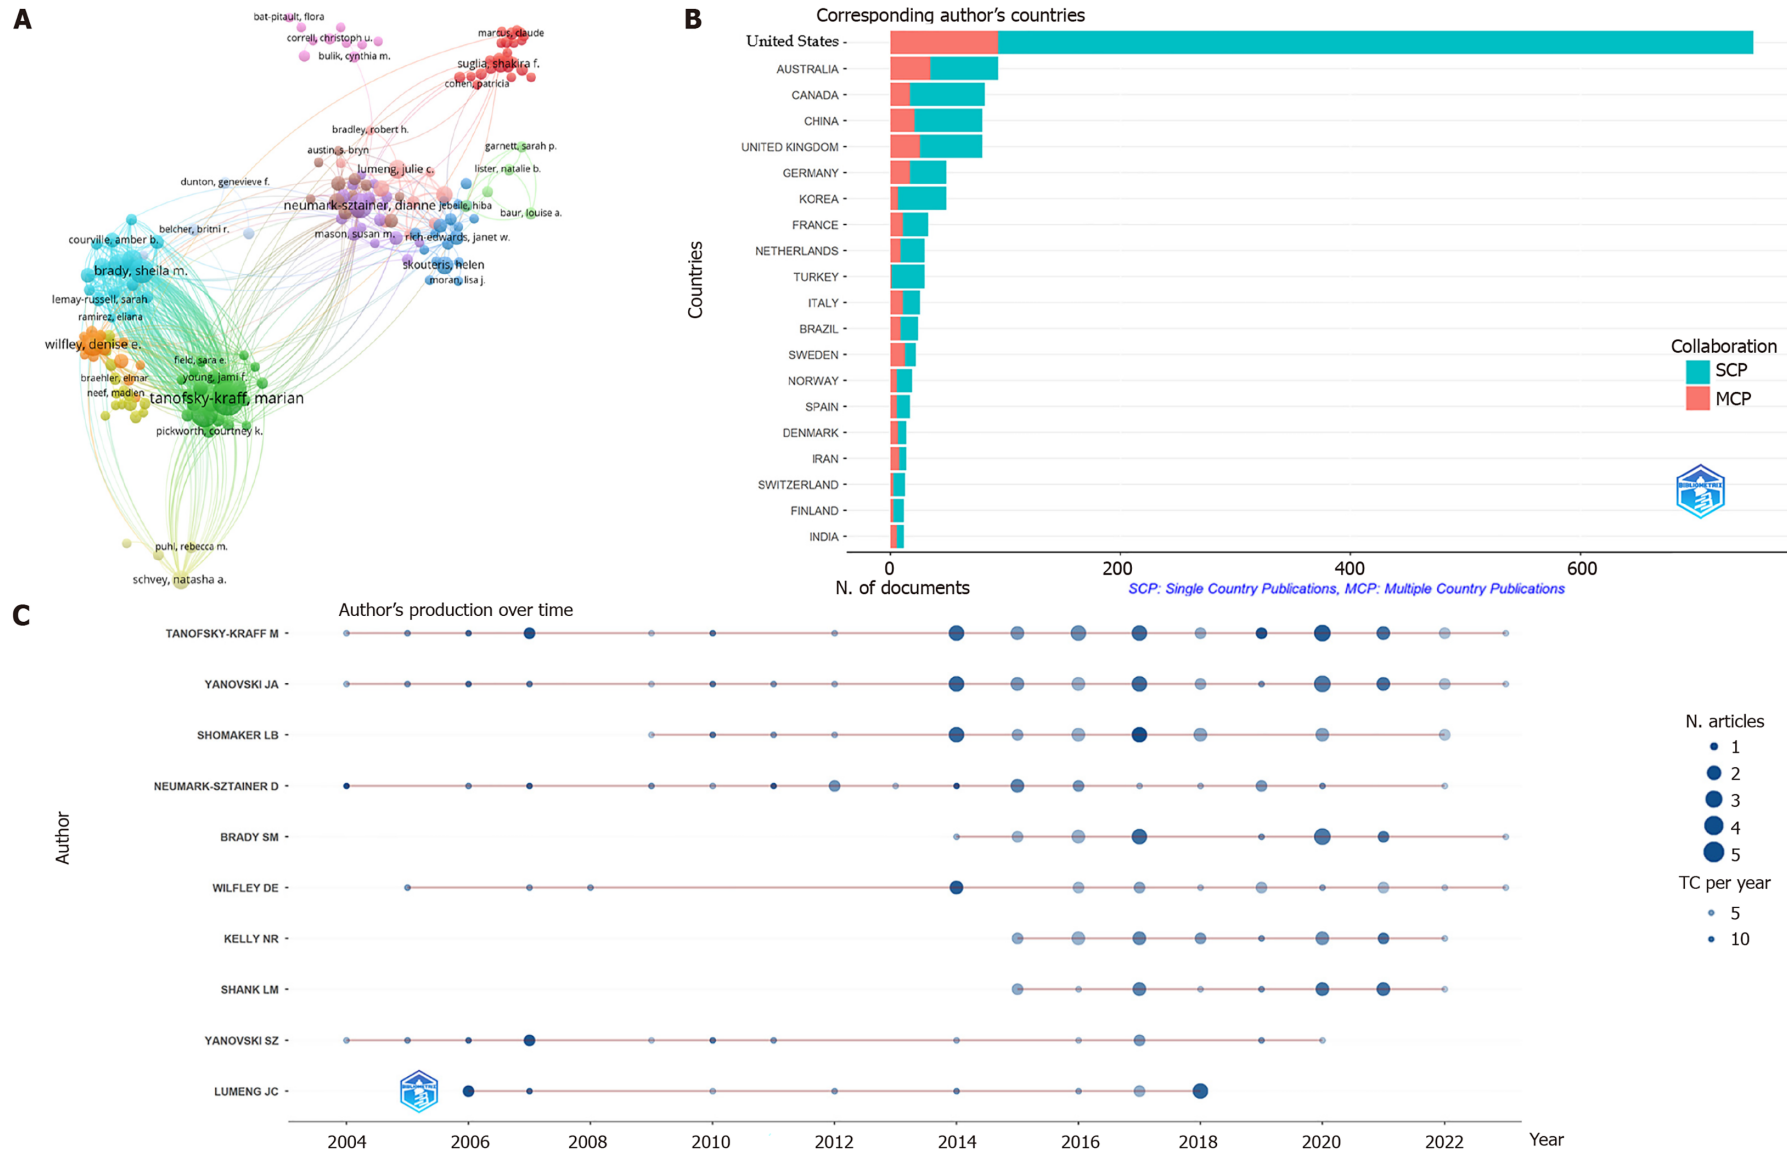 A
bat-pitault, flora
correll, christoph u.
bulik, cynthia m.
marcus, claude
suglia, shakira f.
cohen, patricia
bradley, robert h.
austin, s. bryn
lumeng, julie c.
garnett, sarah p.
lister, natalie b.
dunton, genevieve f.
neumark-sztainer, dianne
jebeile, hiba
baur, louise a.
belcher, britni r.
mason, susan m.
rich-edwards, janet w.
courville, amber b.
brady, sheila m.
skouteris, helen
moran, lisa j.
lemay-russell, sarah
ramirez, eliana
wilfley, denise e.
field, sara e.
braehler, elmar
young, jami f.
neef, madlen
tanofsky-kraff, marian
pickworth, courtney k.
puhl, rebecca m.
schvey, natasha a.
B
Corresponding author's countries
United States
AUSTRALIA
CANADA
CHINA
UNITED KINGDOM
GERMANY
KOREA
FRANCE
NETHERLANDS
TURKEY
ITALY
BRAZIL
SWEDEN
NORWAY
SPAIN
DENMARK
IRAN
SWITZERLAND
FINLAND
INDIA
Countries
Collaboration
SCP
MCP
BIBLIOMETRIX
0 200 400 600
N. of documents
SCP: Single Country Publications, MCP: Multiple Country Publications
C
Author's production over time
TANOFSKY-KRAFF M
YANOVSKI JA
SHOMAKER LB
NEUMARK-SZTAINER D
BRADY SM
WILFLEY DE
KELLY NR
SHANK LM
YANOVSKI SZ
LUMENG JC
Author
BIBLIOMETRIX
N. articles
1
2
3
4
5
TC per year
5
10
2004 2006 2008 2010 2012 2014 2016 2018 2020 2022 Year